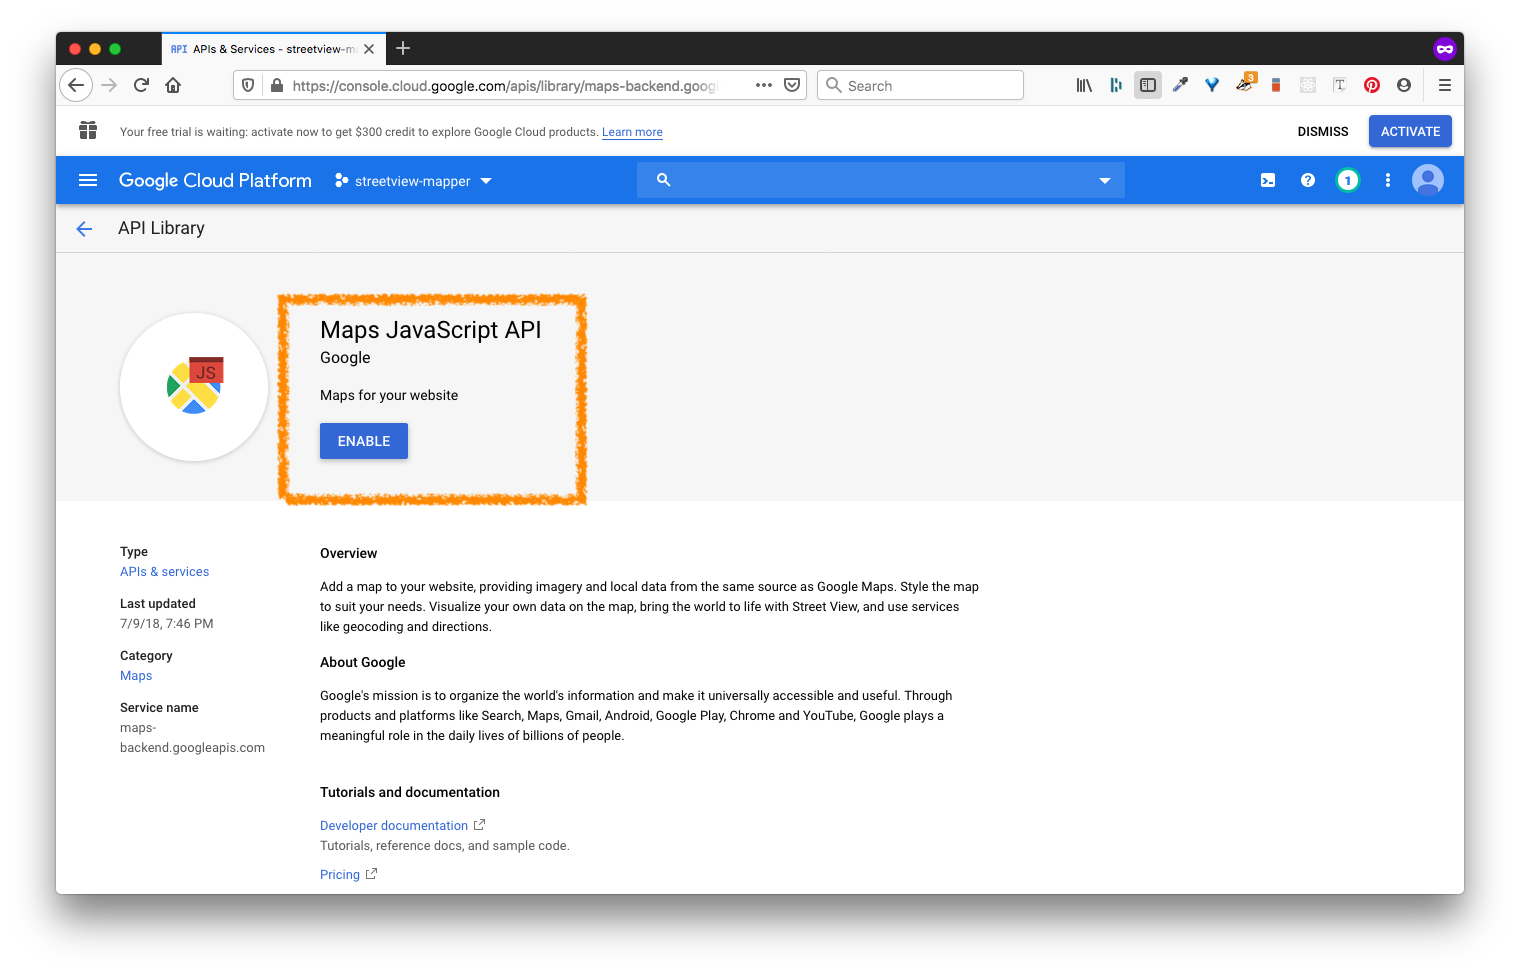 API APIs & Services - streetview-m
https://console.cloud.google.com/apis/library/maps-backend.googl
Search
3
Your free trial is waiting: activate now to get $300 credit to explore Google Cloud products. Learn more
DISMISS
ACTIVATE
Google Cloud Platform
streetview-mapper
1
API Library
JS
Maps JavaScript API
Google
Maps for your website
ENABLE
Type
APIs & services
Last updated
7/9/18, 7:46 PM
Category
Maps
Service name
maps-
backend.googleapis.com
Overview
Add a map to your website, providing imagery and local data from the same source as Google Maps. Style the map
to suit your needs. Visualize your own data on the map, bring the world to life with Street View, and use services
like geocoding and directions.
About Google
Google's mission is to organize the world's information and make it universally accessible and useful. Through
products and platforms like Search, Maps, Gmail, Android, Google Play, Chrome and YouTube, Google plays a
meaningful role in the daily lives of billions of people.
Tutorials and documentation
Developer documentation
Tutorials, reference docs, and sample code.
Pricing